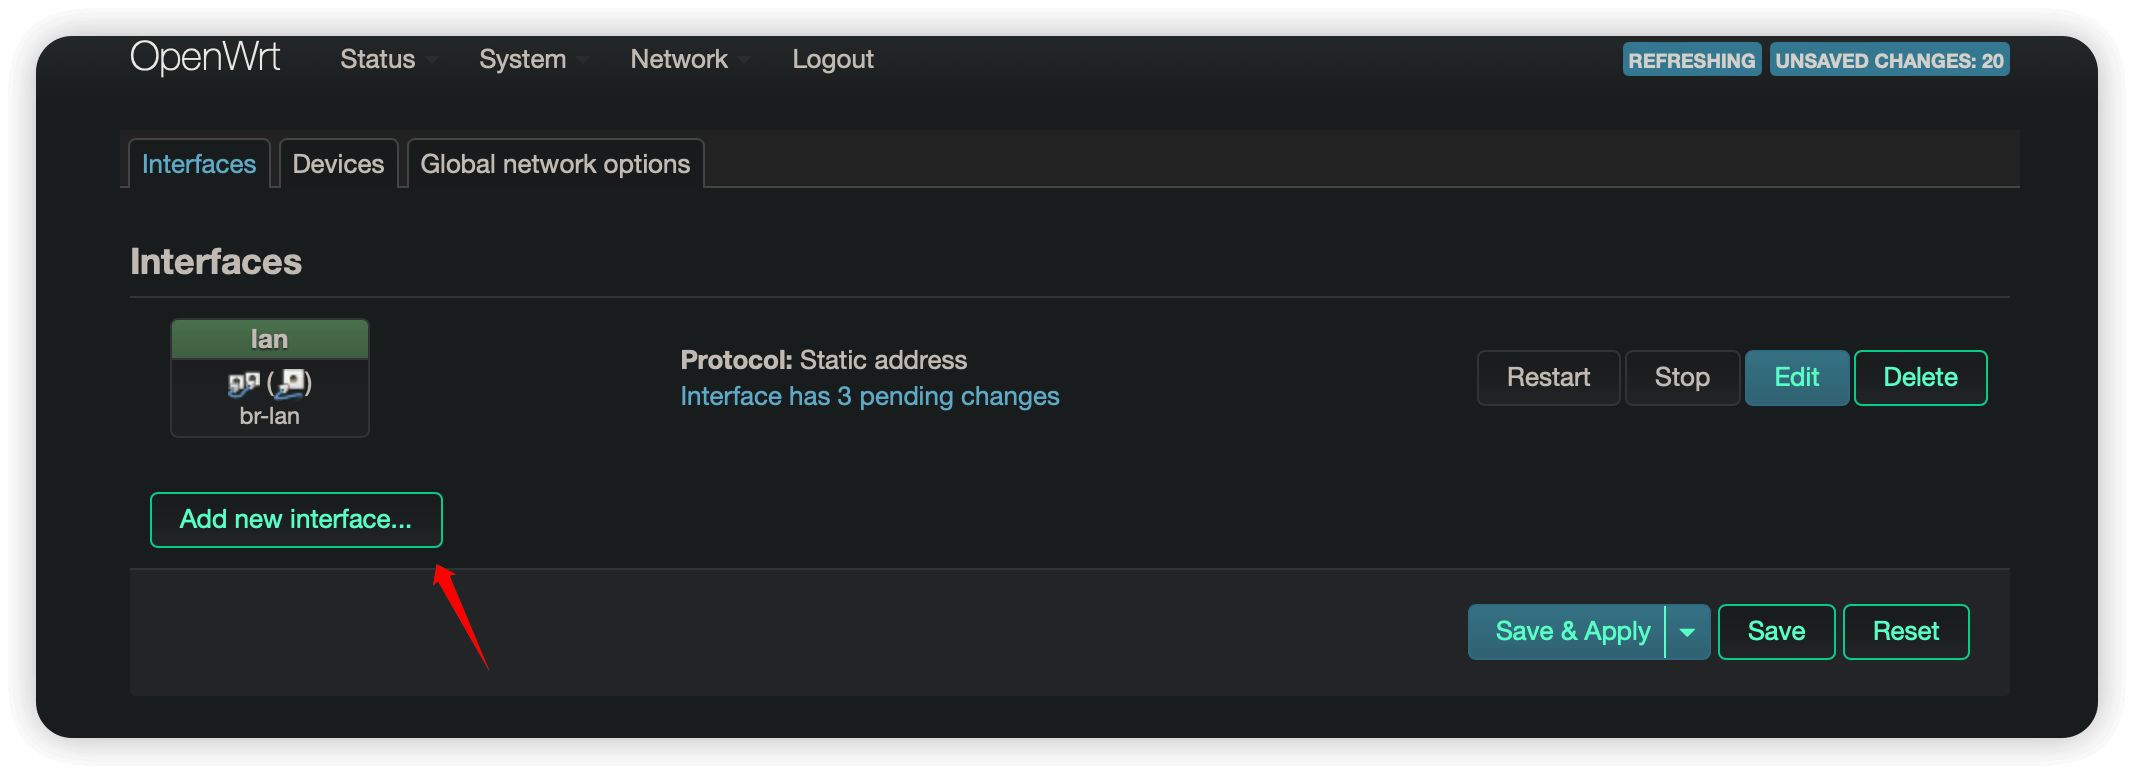 OpenWrt Status System Network Logout REFRESHING UNSAVED CHANGES: 20
Interfaces Devices Global network options
Interfaces
lan
Protocol: Static address
Interface has 3 pending changes
Restart Stop Edit Delete
( )
br-lan
Add new interface...
Save & Apply Save Reset